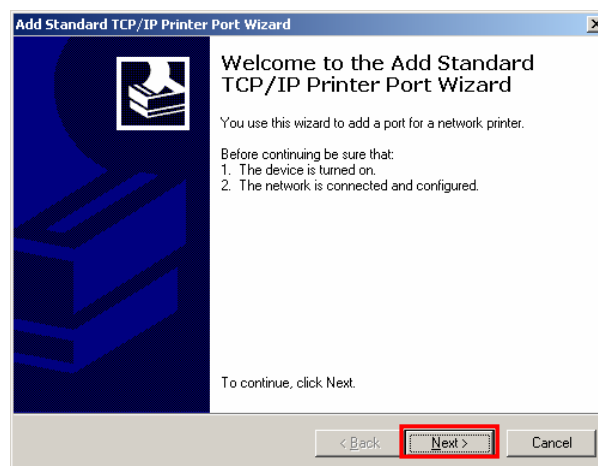 Add Standard TCP/IP Printer Port Wizard
Welcome to the Add Standard
TCP/IP Printer Port Wizard
You use this wizard to add a port for a network printer.
Before continuing be sure that:
1. The device is turned on.
2. The network is connected and configured.
To continue, click Next.
< Back Next > Cancel